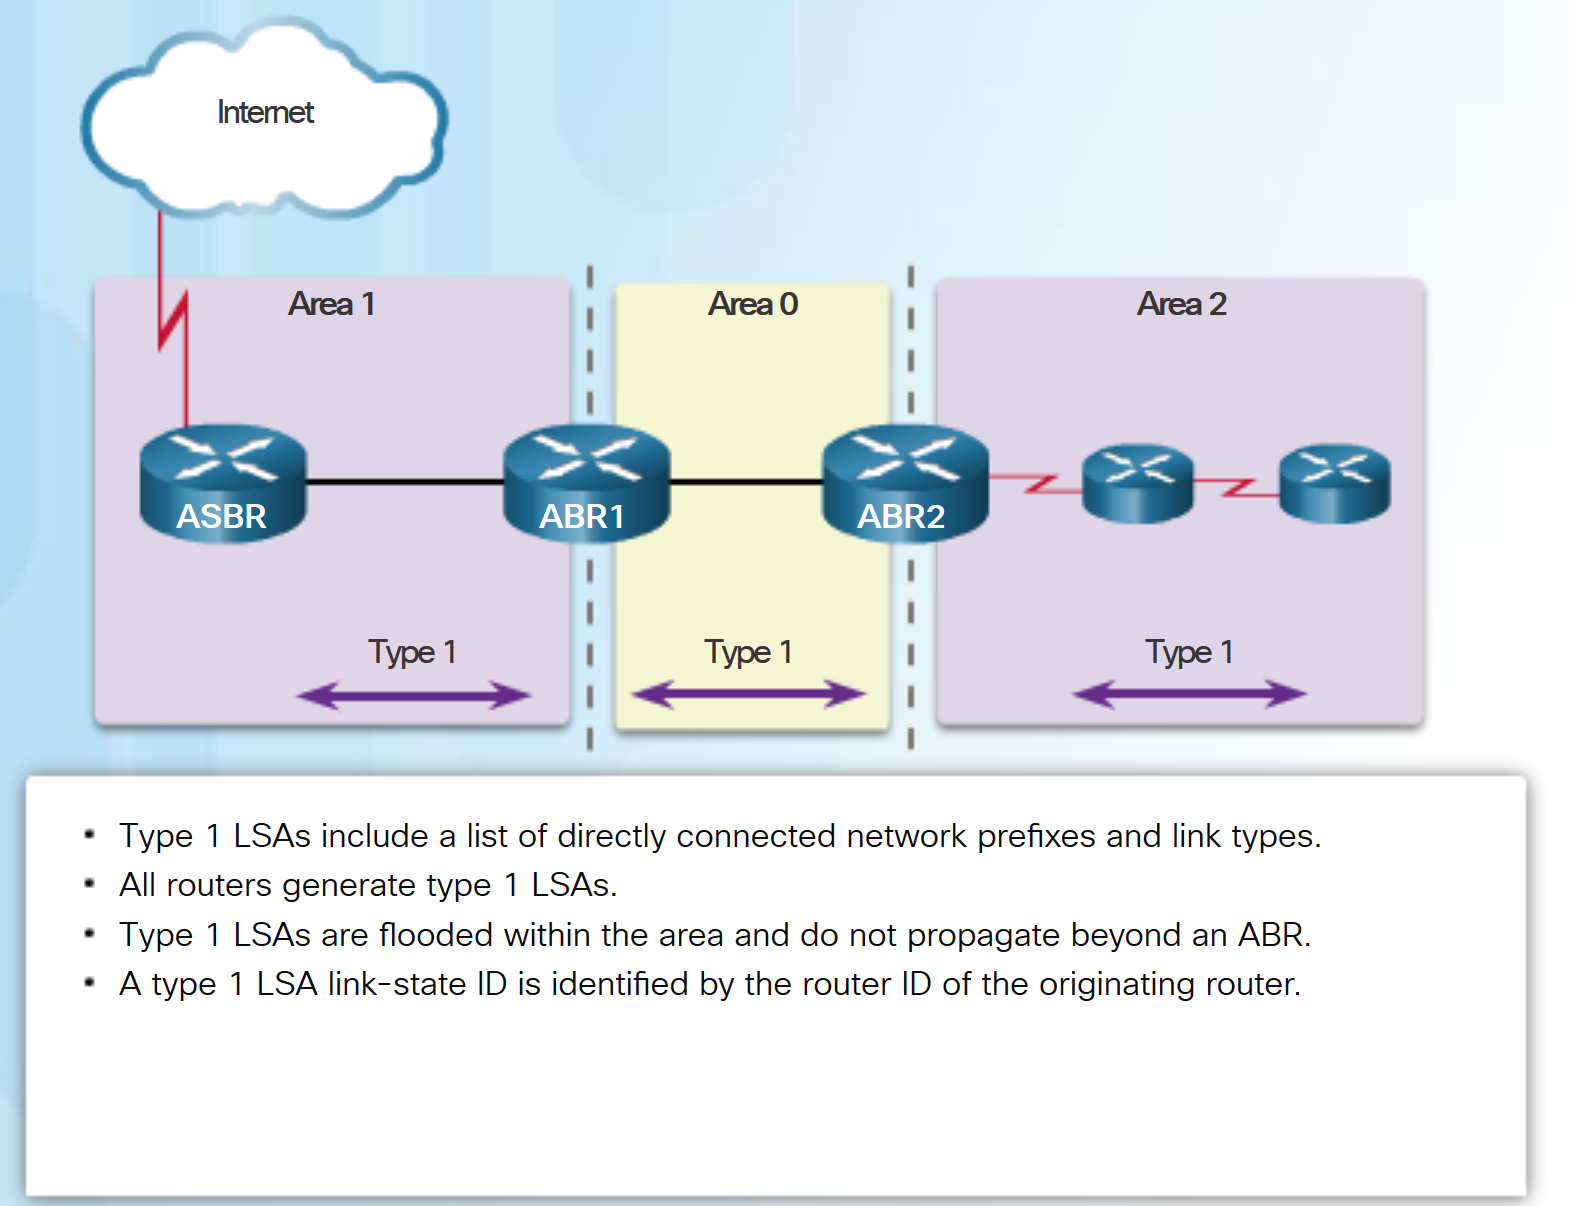 Internet
Area 1
Area 0
Area 2
ASBR
ABR1
ABR2
Type 1
Type 1
Type 1
▪ Type 1 LSAs include a list of directly connected network prefixes and link types.
▪ All routers generate type 1 LSAs.
▪ Type 1 LSAs are flooded within the area and do not propagate beyond an ABR.
▪ A type 1 LSA link-state ID is identified by the router ID of the originating router.